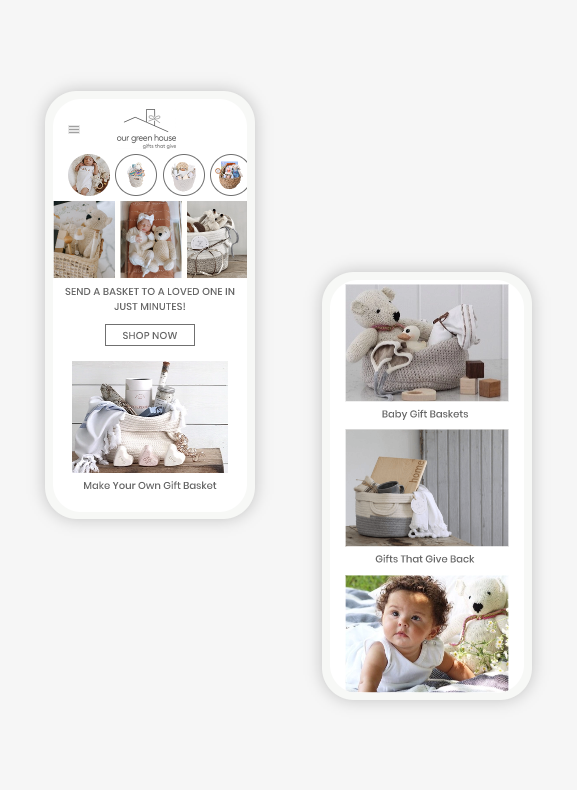 our green house
gifts that give
SEND A BASKET TO A LOVED ONE IN
JUST MINUTES!
SHOP NOW
Make Your Own Gift Basket
Baby Gift Baskets
home
Gifts That Give Back